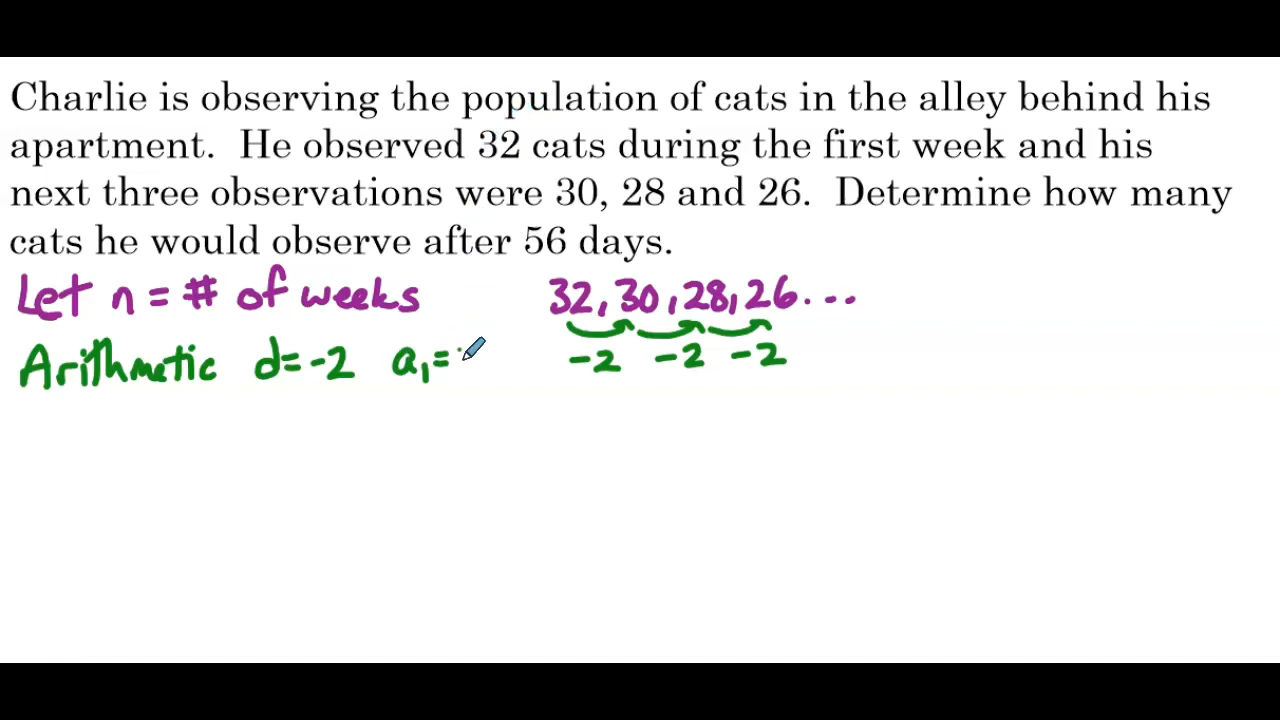 Charlie is observing the population of cats in the alley behind his
apartment. He observed 32 cats during the first week and his
next three observations were 30, 28 and 26. Determine how many
cats he would observe after 56 days.
Let n = # of weeks 32, 30, 28, 26...
Arithmetic d=-2 a₁= -2 -2 -2